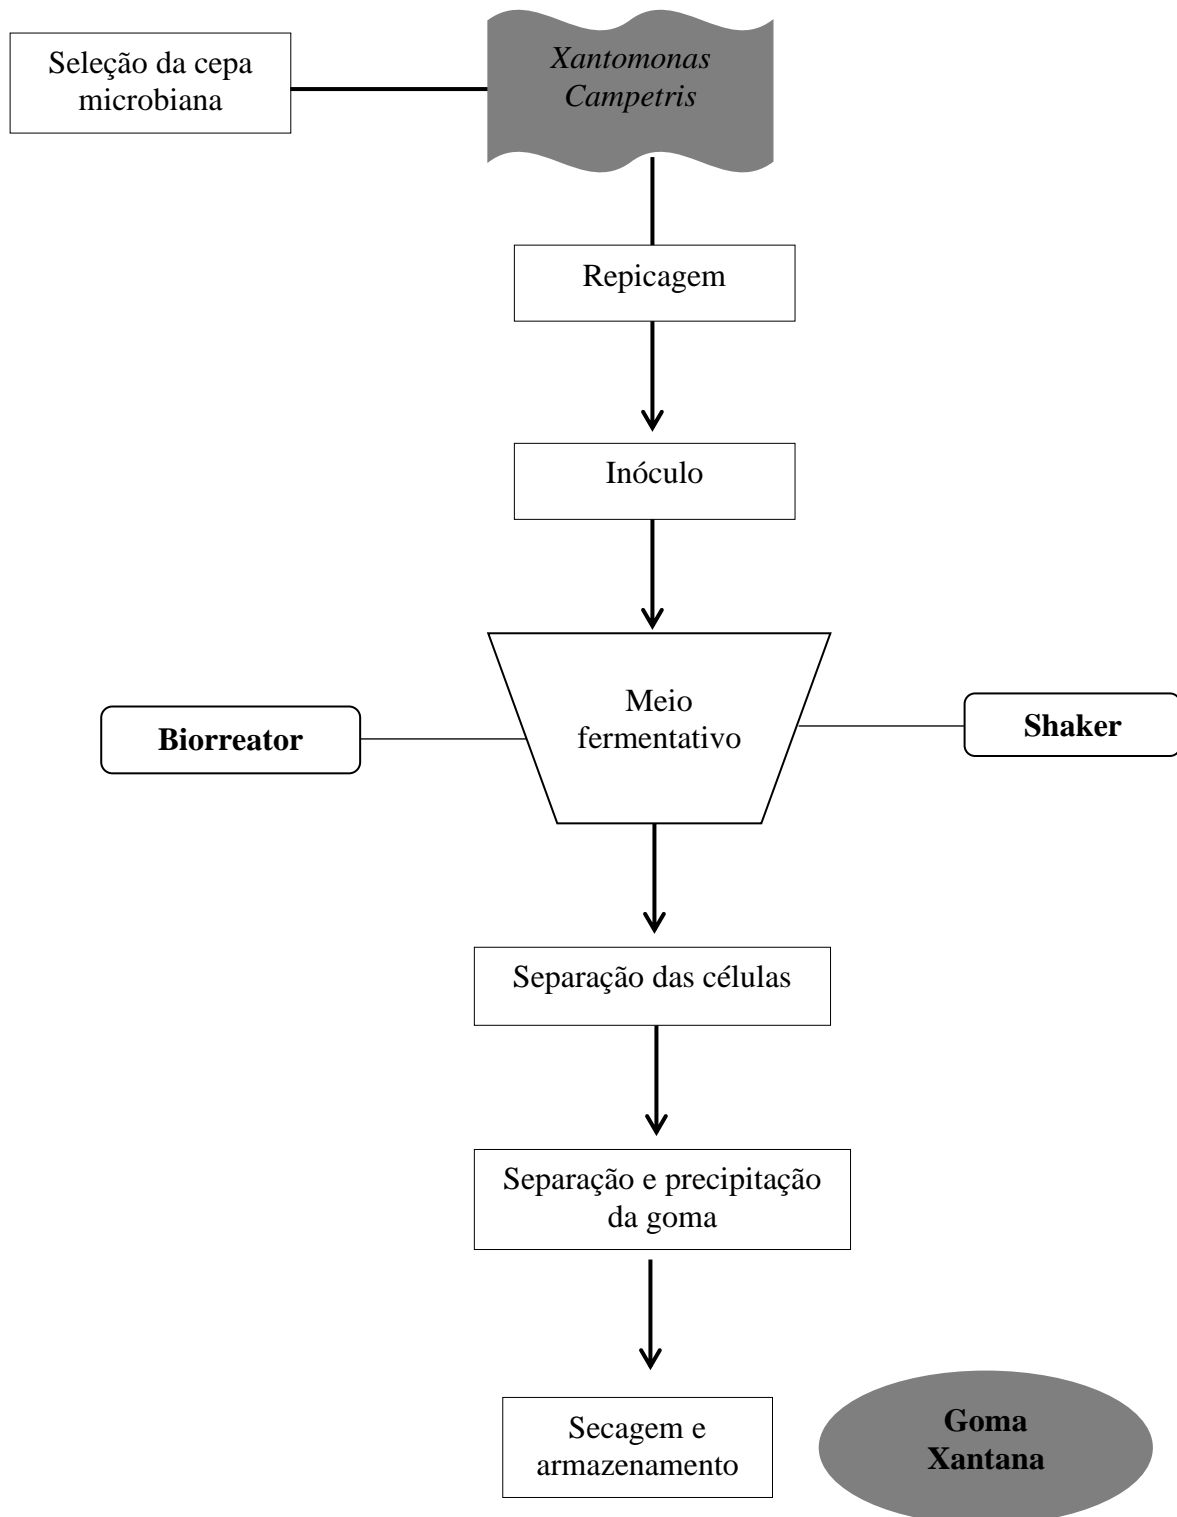 Seleção da cepa
microbiana
Xantomonas
Campetris
Repicagem
Inóculo
Meio
fermentativo
Biorreator
Shaker
Separação das células
Separação e precipitação
da goma
Secagem e
armazenamento
Goma
Xantana